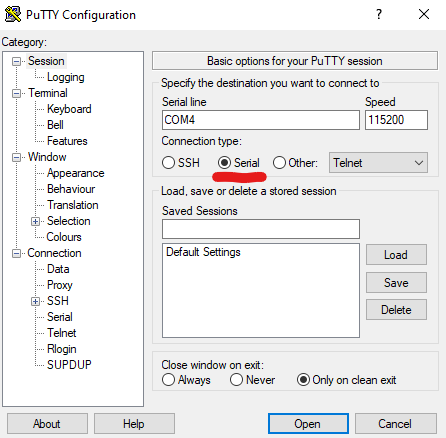 PuTTY Configuration
Category:
Session
Logging
Terminal
Keyboard
Bell
Features
Window
Appearance
Behaviour
Translation
Selection
Colours
Connection
Data
Proxy
SSH
Serial
Telnet
Rlogin
SUPDUP
Basic options for your PuTTY session
Specify the destination you want to connect to
Serial line Speed
COM4 115200
Connection type:
SSH Serial Other: Telnet
Load, save or delete a stored session
Saved Sessions
Default Settings
Load
Save
Delete
Close window on exit:
Always Never Only on clean exit
About Help Open Cancel